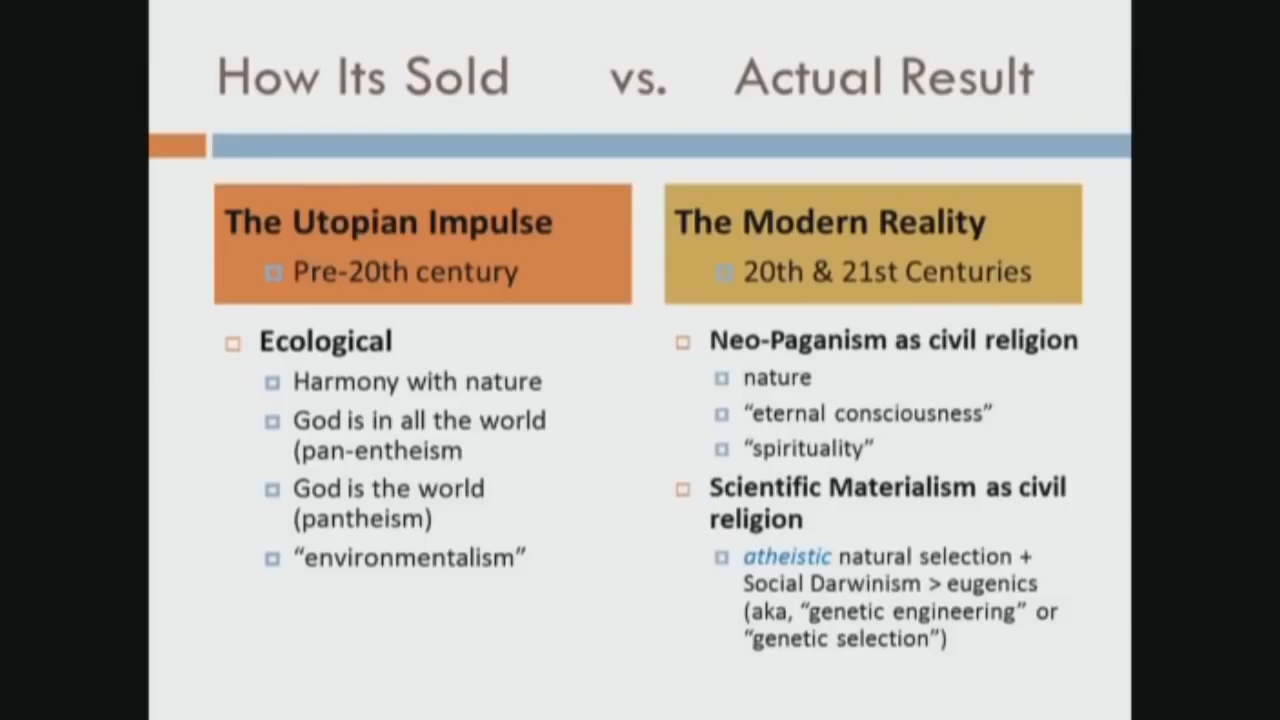 How Its Sold vs. Actual Result
The Utopian Impulse
Pre-20th century
Ecological
Harmony with nature
God is in all the world
(pan-entheism
God is the world
(pantheism)
“environmentalism”
The Modern Reality
20th & 21st Centuries
Neo-Paganism as civil religion
nature
“eternal consciousness”
“spirituality”
Scientific Materialism as civil
religion
atheistic natural selection +
Social Darwinism > eugenics
(aka, “genetic engineering” or
“genetic selection”)